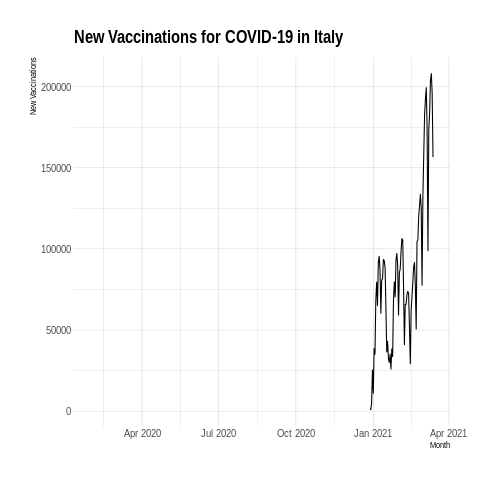 New Vaccinations for COVID-19 in Italy
New Vaccinations
200000
150000
100000
50000
0
Apr 2020 Jul 2020 Oct 2020 Jan 2021 Apr 2021
Month